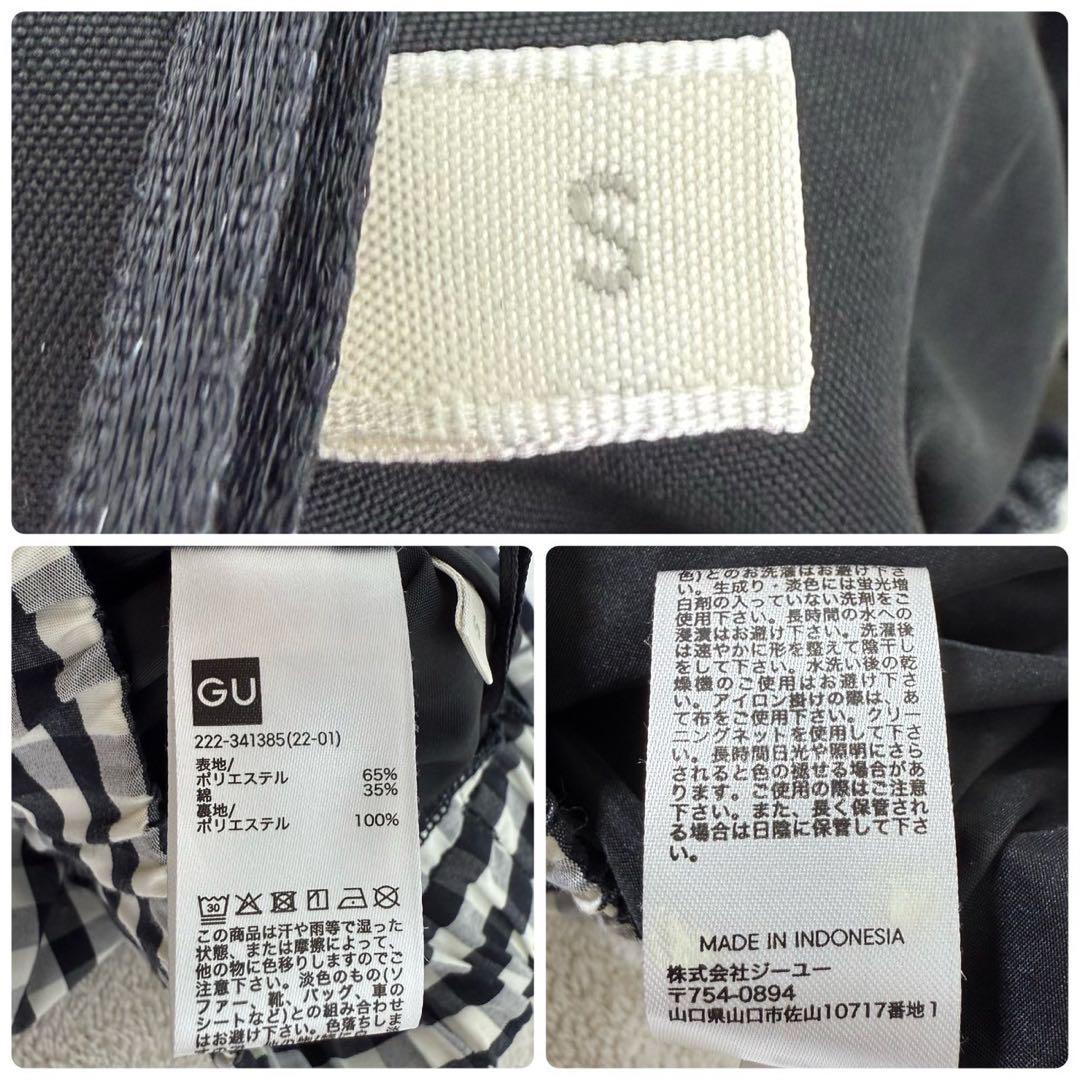 S
GU
222-341385(22-01)
表地/
ポリエステル 65%
綿 35%
裏地/
ポリエステル 100%
30
この商品は汗や雨等で湿った
状態、または摩擦によって、
他の物に色移りしますのでご
注意下さい。淡色のもの(ソ
ファー、靴、バッグ、車の
シートなど)との組み合わせ
はお避け下さい。色落ちしま
色)とのお洗濯はお避け下さ
い。生成り・淡色には蛍光増
白剤の入っていない洗剤をご
使用下さい。長時間の水への
浸漬はお避け下さい。洗濯後
は速やかに形を整えて陰干し
をして下さい。水洗い後の乾
燥機のご使用はお避け下さ
い。アイロン掛けの際は、あ
て布をご使用下さい。クリー
ニングネットを使用して下さ
い。長時間日光や照明にさら
されると色の褪せる場合があ
ります。ご使用の際はご注意
下さい。また、長く保管され
る場合は日陰に保管して下さ
い。
MADE IN INDONESIA
株式会社ジーユー
〒754-0894
山口県山口市佐山10717番地1